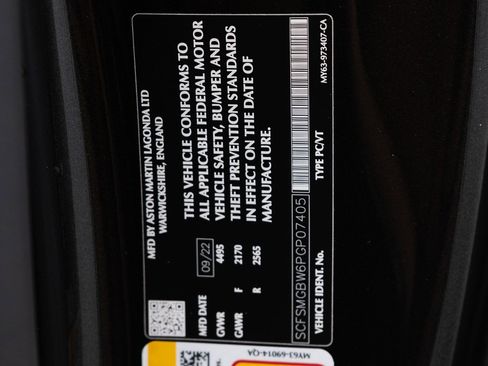 MFD BY ASTON MARTIN LAGONDA LTD
WARWICKSHIRE, ENGLAND
MFD DATE 09/22
GVWR 4495
GAWR F 2170
R 2565
THIS VEHICLE CONFORMS TO
ALL APPLICABLE FEDERAL MOTOR
VEHICLE SAFETY, BUMPER AND
THEFT PREVENTION STANDARDS
IN EFFECT ON THE DATE OF
MANUFACTURE.
SCFSMGBW6PGP07405
VEHICLE IDENT. No. TYPE PC/VT
MY63-973407-CA
MY63-69014-QA